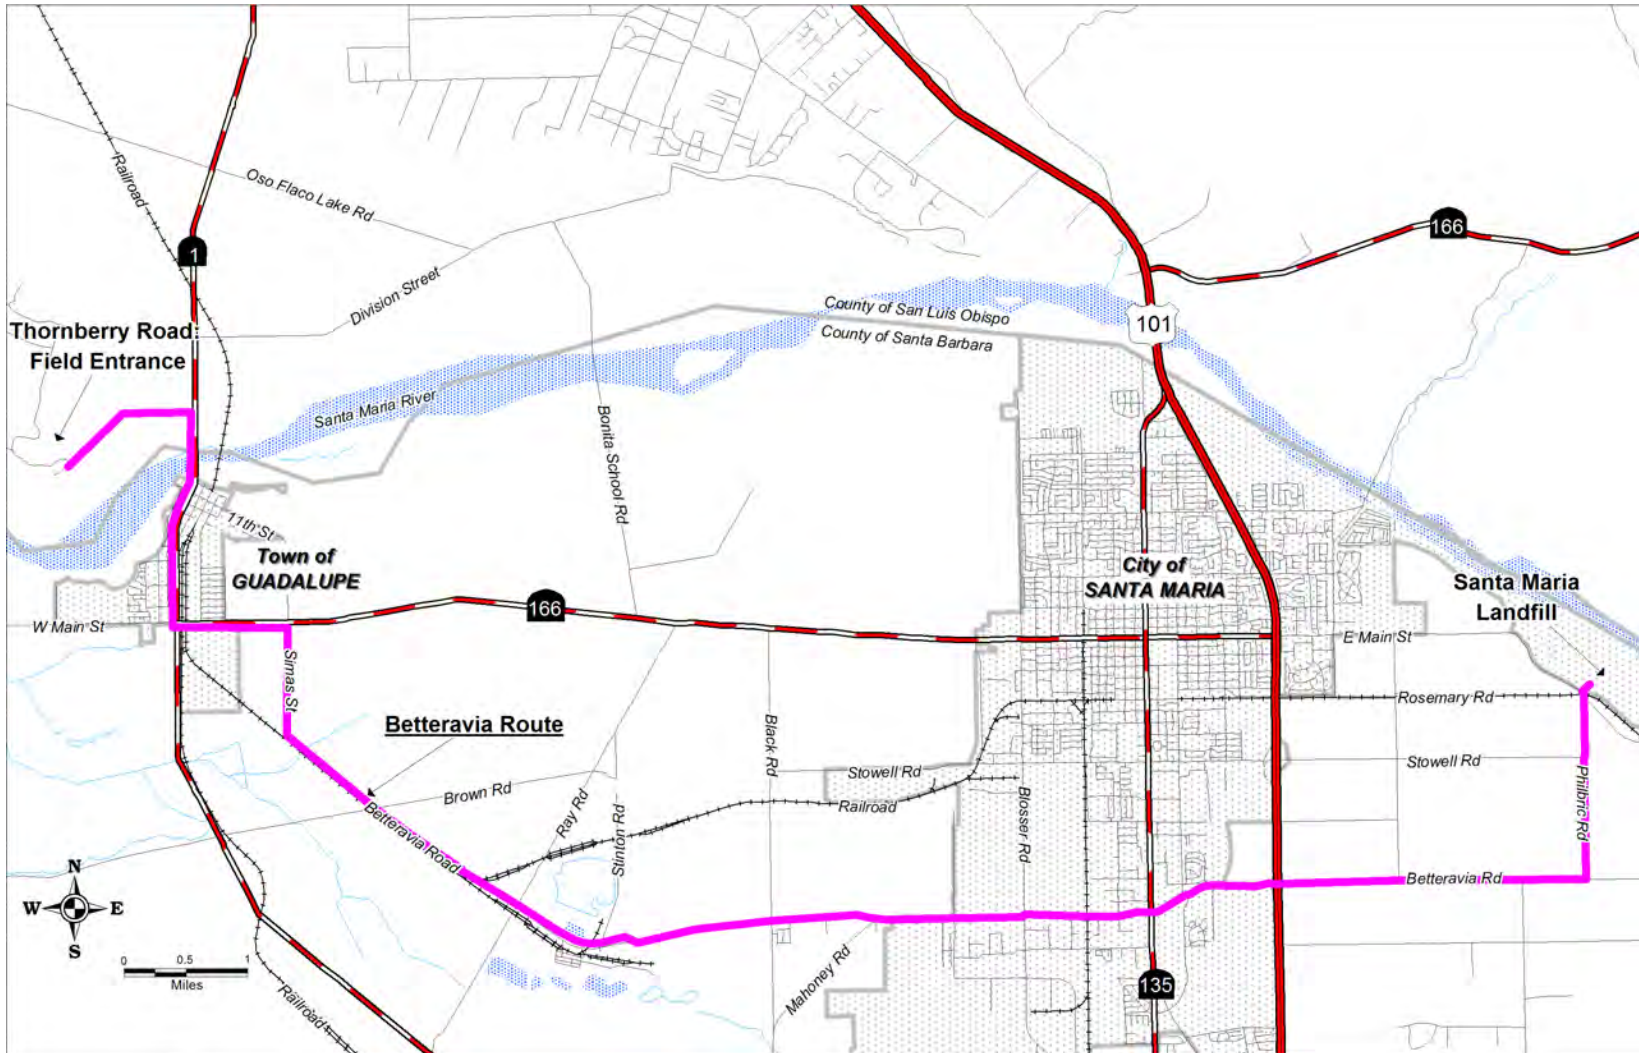 Railroad
Oso Flaco Lake Rd
1
166
Division Street
County of San Luis Obispo
101
County of Santa Barbara
Thornberry Road:
Field Entrance
Santa Maria River
Bonita School Rd
11th St
Town of
GUADALUPE
City of
SANTA MARIA
Santa Maria
Landfill
166
W Main St
E Main St
Simas St
Rosemary Rd
Betteravia Route
Black Rd
Stowell Rd
Stowell Rd
Brown Rd
Railroad
Philbric Rd
Ray Rd
Stinton Rd
Blosser Rd
Betteravia Road
Betteravia Rd
N
W
E
S
0
0.5
1
Miles
Mahoney Rd
135
Railroad